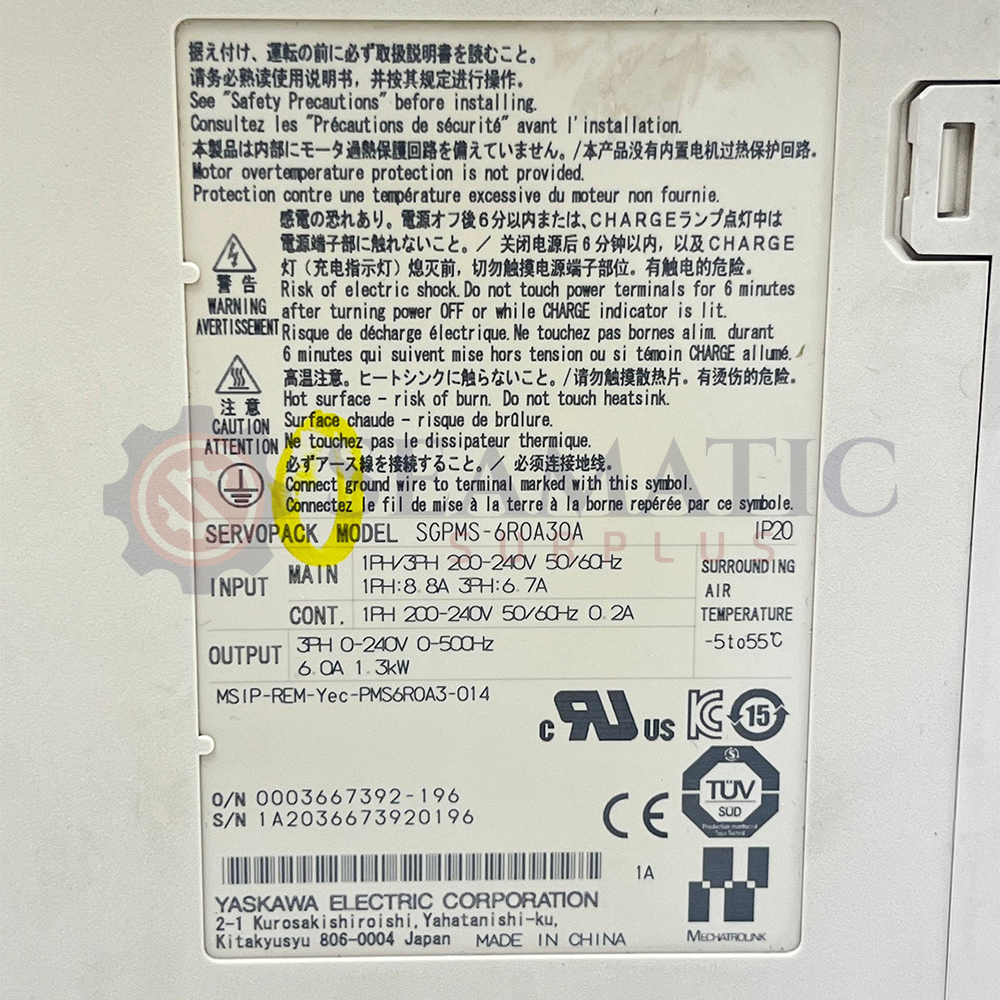 据え付け、運転の前に必ず取扱説明書を読むこと。
请务必熟读使用说明书，并按其规定进行操作。
See "Safety Precautions" before installing.
Consultez les "Précautions de sécurité" avant l'installation.
本製品は内部にモータ過熱保護回路を備えていません。/本产品没有内置电机过热保护回路。
Motor overtemperature protection is not provided.
Protection contre une température excessive du moteur non fournie.
感電の恐れあり。電源オフ後6分以内または、CHARGEランプ点灯中は
電源端子部に触れないこと。/ 关闭电源后6分钟以内，以及CHARGE
灯（充电指示灯）熄灭前，切勿触摸电源端子部位。有触电的危险。
警告
WARNING
AVERTISSEMENT
Risk of electric shock. Do not touch power terminals for 6 minutes
after turning power OFF or while CHARGE indicator is lit.
Risque de décharge électrique. Ne touchez pas bornes alim. durant
6 minutes qui suivent mise hors tension ou si témoin CHARGE allumé.
高温注意。ヒートシンクに触らないこと。/请勿触摸散热片。有烫伤的危险。
注意
CAUTION
ATTENTION
Hot surface - risk of burn. Do not touch heatsink.
Surface chaude - risque de brûlure.
Ne touchez pas le dissipateur thermique.
必ずアース線を接続すること。/ 必须连接地线。
Connect ground wire to terminal marked with this symbol.
Connectez le fil de mise à la terre à la borne repérée par ce symbole.
SERVOPACK MODEL SGPMS-6R0A30A IP20
INPUT MAIN 1PH/3PH 200-240V 50/60Hz
1PH:8.8A 3PH:6.7A
CONT. 1PH 200-240V 50/60Hz 0.2A
SURROUNDING
AIR
TEMPERATURE
-5to55℃
OUTPUT 3PH 0-240V 0-500Hz
6.0A 1.3kW
MSIP-REM-Yec-PMS6R0A3-014
c RU US KC 15
TÜV
SÜD
O/N 0003667392-196
S/N 1A2036673920196
CE
1A
YASKAWA ELECTRIC CORPORATION
2-1 Kurosakishiroishi, Yahatanishi-ku,
Kitakyusyu 806-0004 Japan MADE IN CHINA
MECHATROLINK
SURPLUS